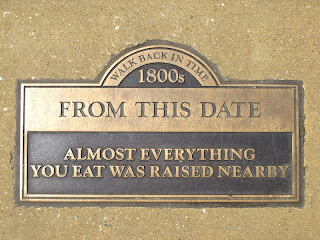 WALK BACK IN TIME
1800s
FROM THIS DATE
ALMOST EVERYTHING
YOU EAT WAS RAISED NEARBY